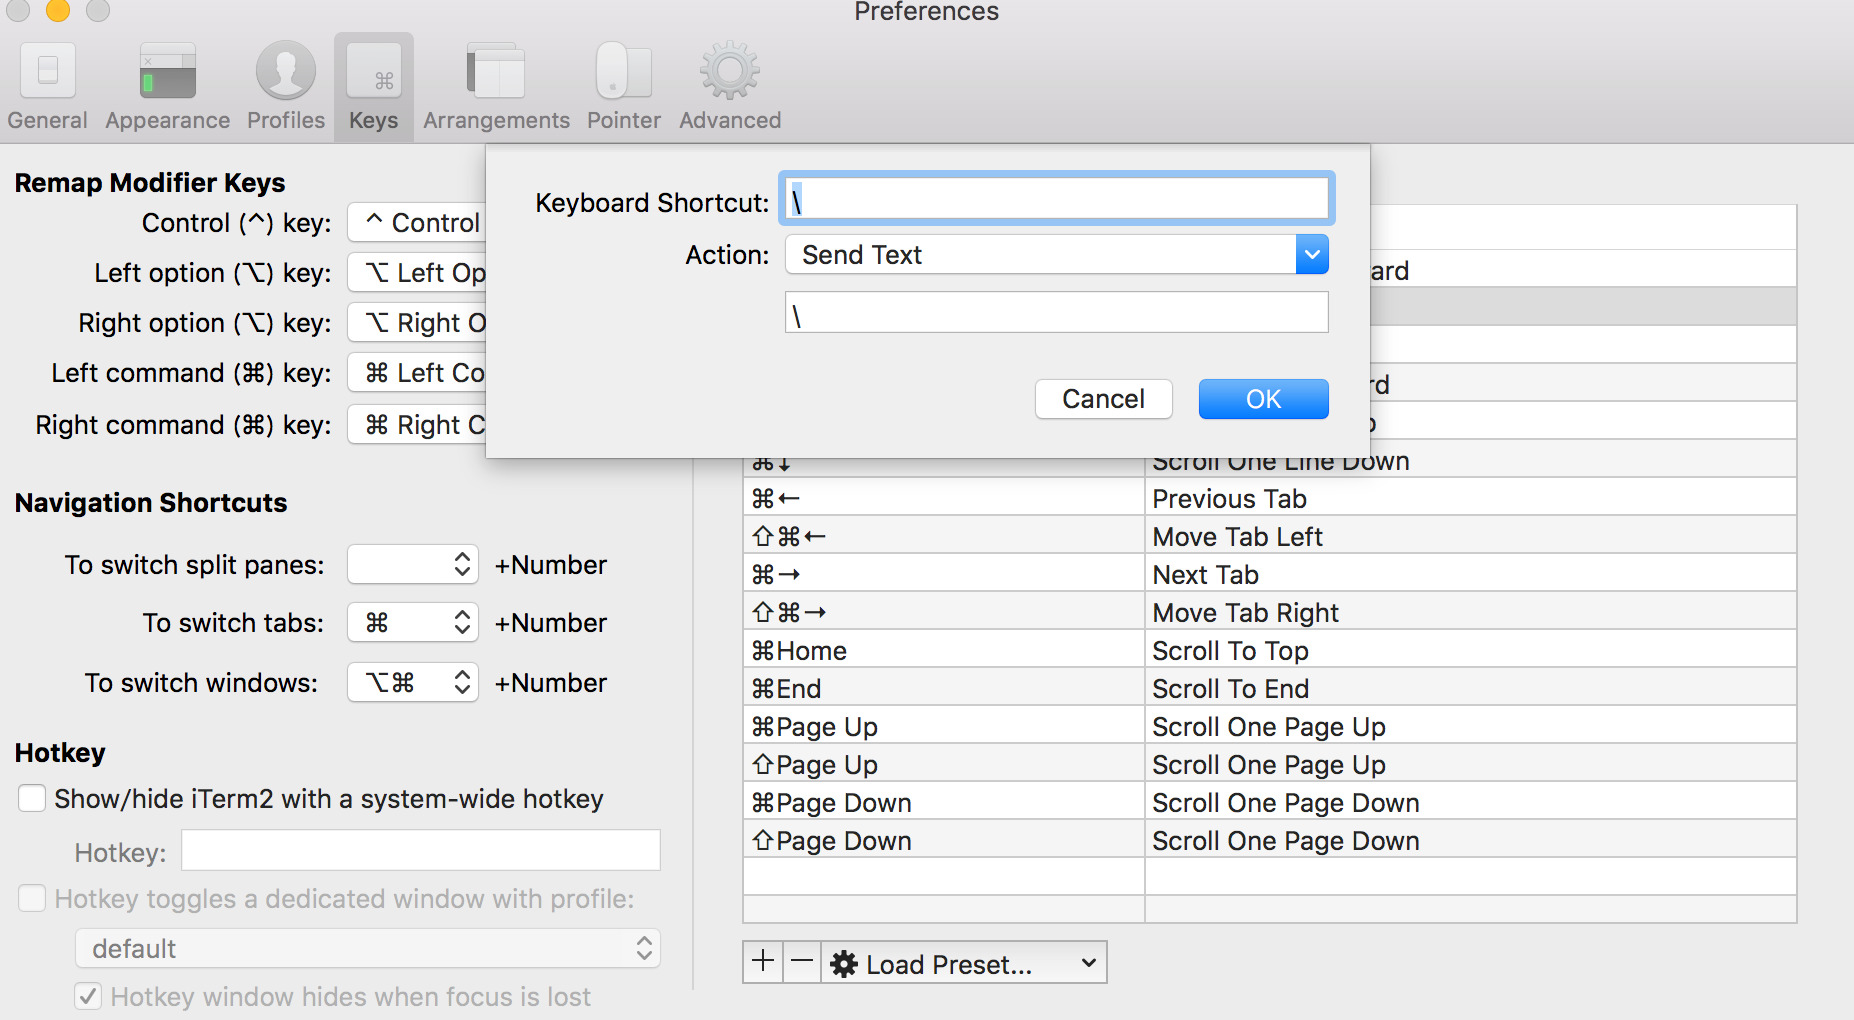 Preferences
General Appearance Profiles Keys Arrangements Pointer Advanced
Remap Modifier Keys
Control (^) key: ^ Control
Left option (⌥) key: ⌥ Left Op
Right option (⌥) key: ⌥ Right O
Left command (⌘) key: ⌘ Left Co
Right command (⌘) key: ⌘ Right C
Navigation Shortcuts
To switch split panes: +Number
To switch tabs: ⌘ +Number
To switch windows: ⌥⌘ +Number
Hotkey
Show/hide iTerm2 with a system-wide hotkey
Hotkey:
Hotkey toggles a dedicated window with profile:
default
Hotkey window hides when focus is lost
Keyboard Shortcut: \
Action: Send Text
\
Cancel OK
ard
rd
⌘↓ Scroll One Line Down
⌘← Previous Tab
⇧⌘← Move Tab Left
⌘→ Next Tab
⇧⌘→ Move Tab Right
⌘Home Scroll To Top
⌘End Scroll To End
⌘Page Up Scroll One Page Up
⇧Page Up Scroll One Page Up
⌘Page Down Scroll One Page Down
⇧Page Down Scroll One Page Down
+ − Load Preset...